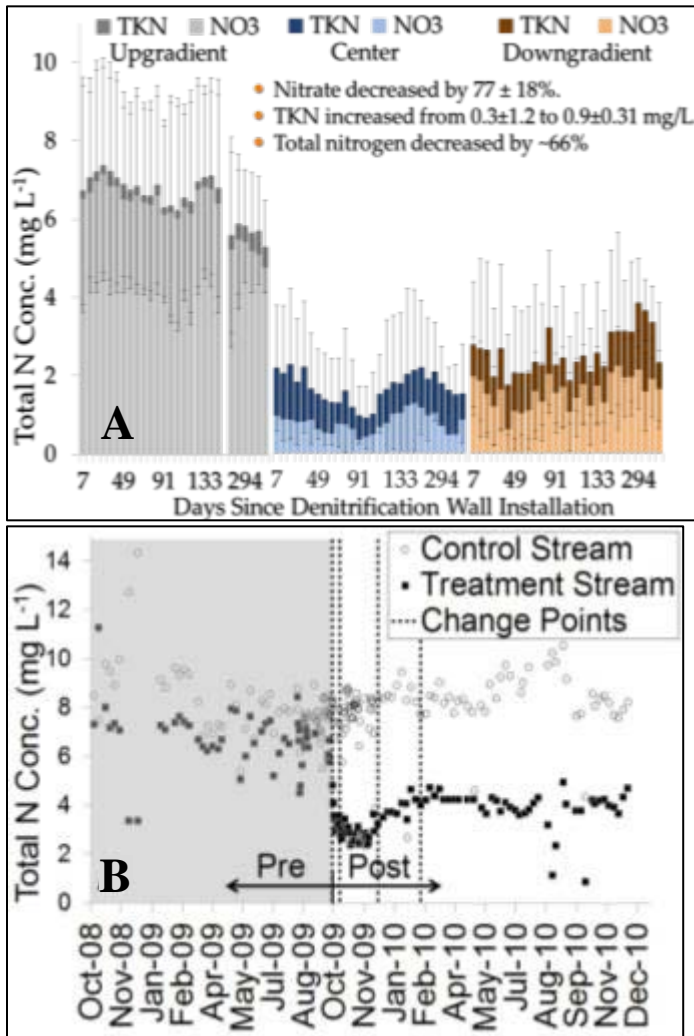 TKN NO3 TKN NO3 TKN NO3
Upgradient Center Downgradient
Nitrate decreased by 77 ± 18%.
TKN increased from 0.3±1.2 to 0.9±0.31 mg/L.
Total nitrogen decreased by ~66%
Total N Conc. (mg L-1)
10
8
6
4
2
0
A
7 49 91 133 294 7 49 91 133 294 7 49 91 133 294
Days Since Denitrification Wall Installation
Control Stream
Treatment Stream
Change Points
Total N Conc. (mg L-1)
14
12
10
8
6
4
2
0
B
Pre Post
Oct-08 Nov-08 Jan-09 Feb-09 Apr-09 May-09 Jul-09 Aug-09 Oct-09 Nov-09 Jan-10 Feb-10 Apr-10 May-10 Jul-10 Aug-10 Sep-10 Nov-10 Dec-10